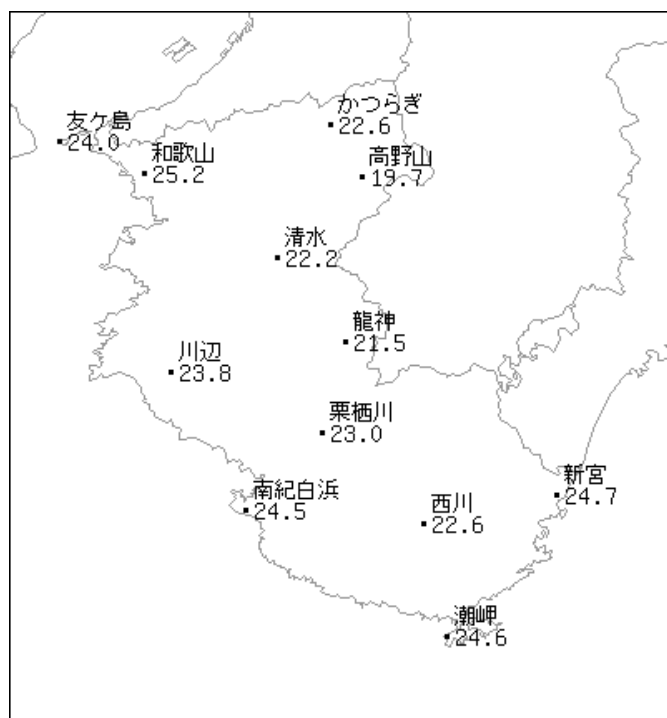 かつらぎ
22.6
友ケ島
24.0
和歌山
25.2
高野山
19.7
清水
22.2
龍神
21.5
川辺
23.8
栗栖川
23.0
南紀白浜
24.5
新宮
24.7
西川
22.6
潮岬
24.6